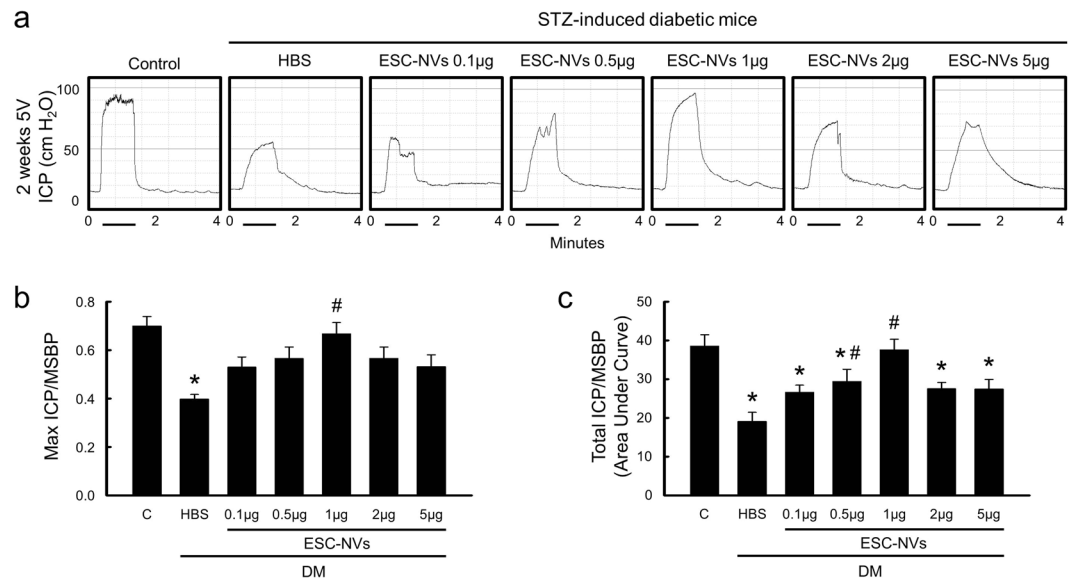 a
STZ-induced diabetic mice
Control HBS ESC-NVs 0.1µg ESC-NVs 0.5µg ESC-NVs 1µg ESC-NVs 2µg ESC-NVs 5µg
2 weeks 5V
ICP (cm H₂O)
100
50
0
0 2 4 0 2 4 0 2 4 0 2 4 0 2 4 0 2 4 0 2 4
Minutes
b
Max ICP/MSBP
0.8
0.6
0.4
0.2
0.0
*
#
C HBS 0.1µg 0.5µg 1µg 2µg 5µg
ESC-NVs
DM
c
Total ICP/MSBP
(Area Under Curve)
50
40
30
20
10
0
* * * # # * *
C HBS 0.1µg 0.5µg 1µg 2µg 5µg
ESC-NVs
DM